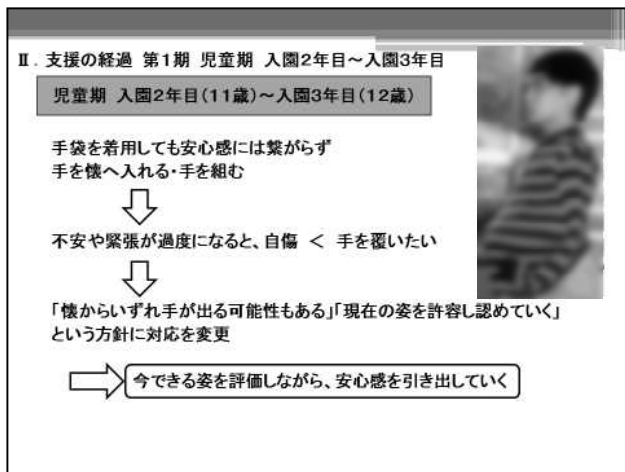 Ⅱ．支援の経過 第1期 児童期 入園2年目～入園3年目
児童期 入園2年目(11歳)～入園3年目(12歳)
手袋を着用しても安心感には繋がらず
手を懐へ入れる・手を組む
不安や緊張が過度になると、自傷 ＜ 手を覆いたい
「懐からいずれ手が出る可能性もある」「現在の姿を許容し認めていく」
という方針に対応を変更
今できる姿を評価しながら、安心感を引き出していく